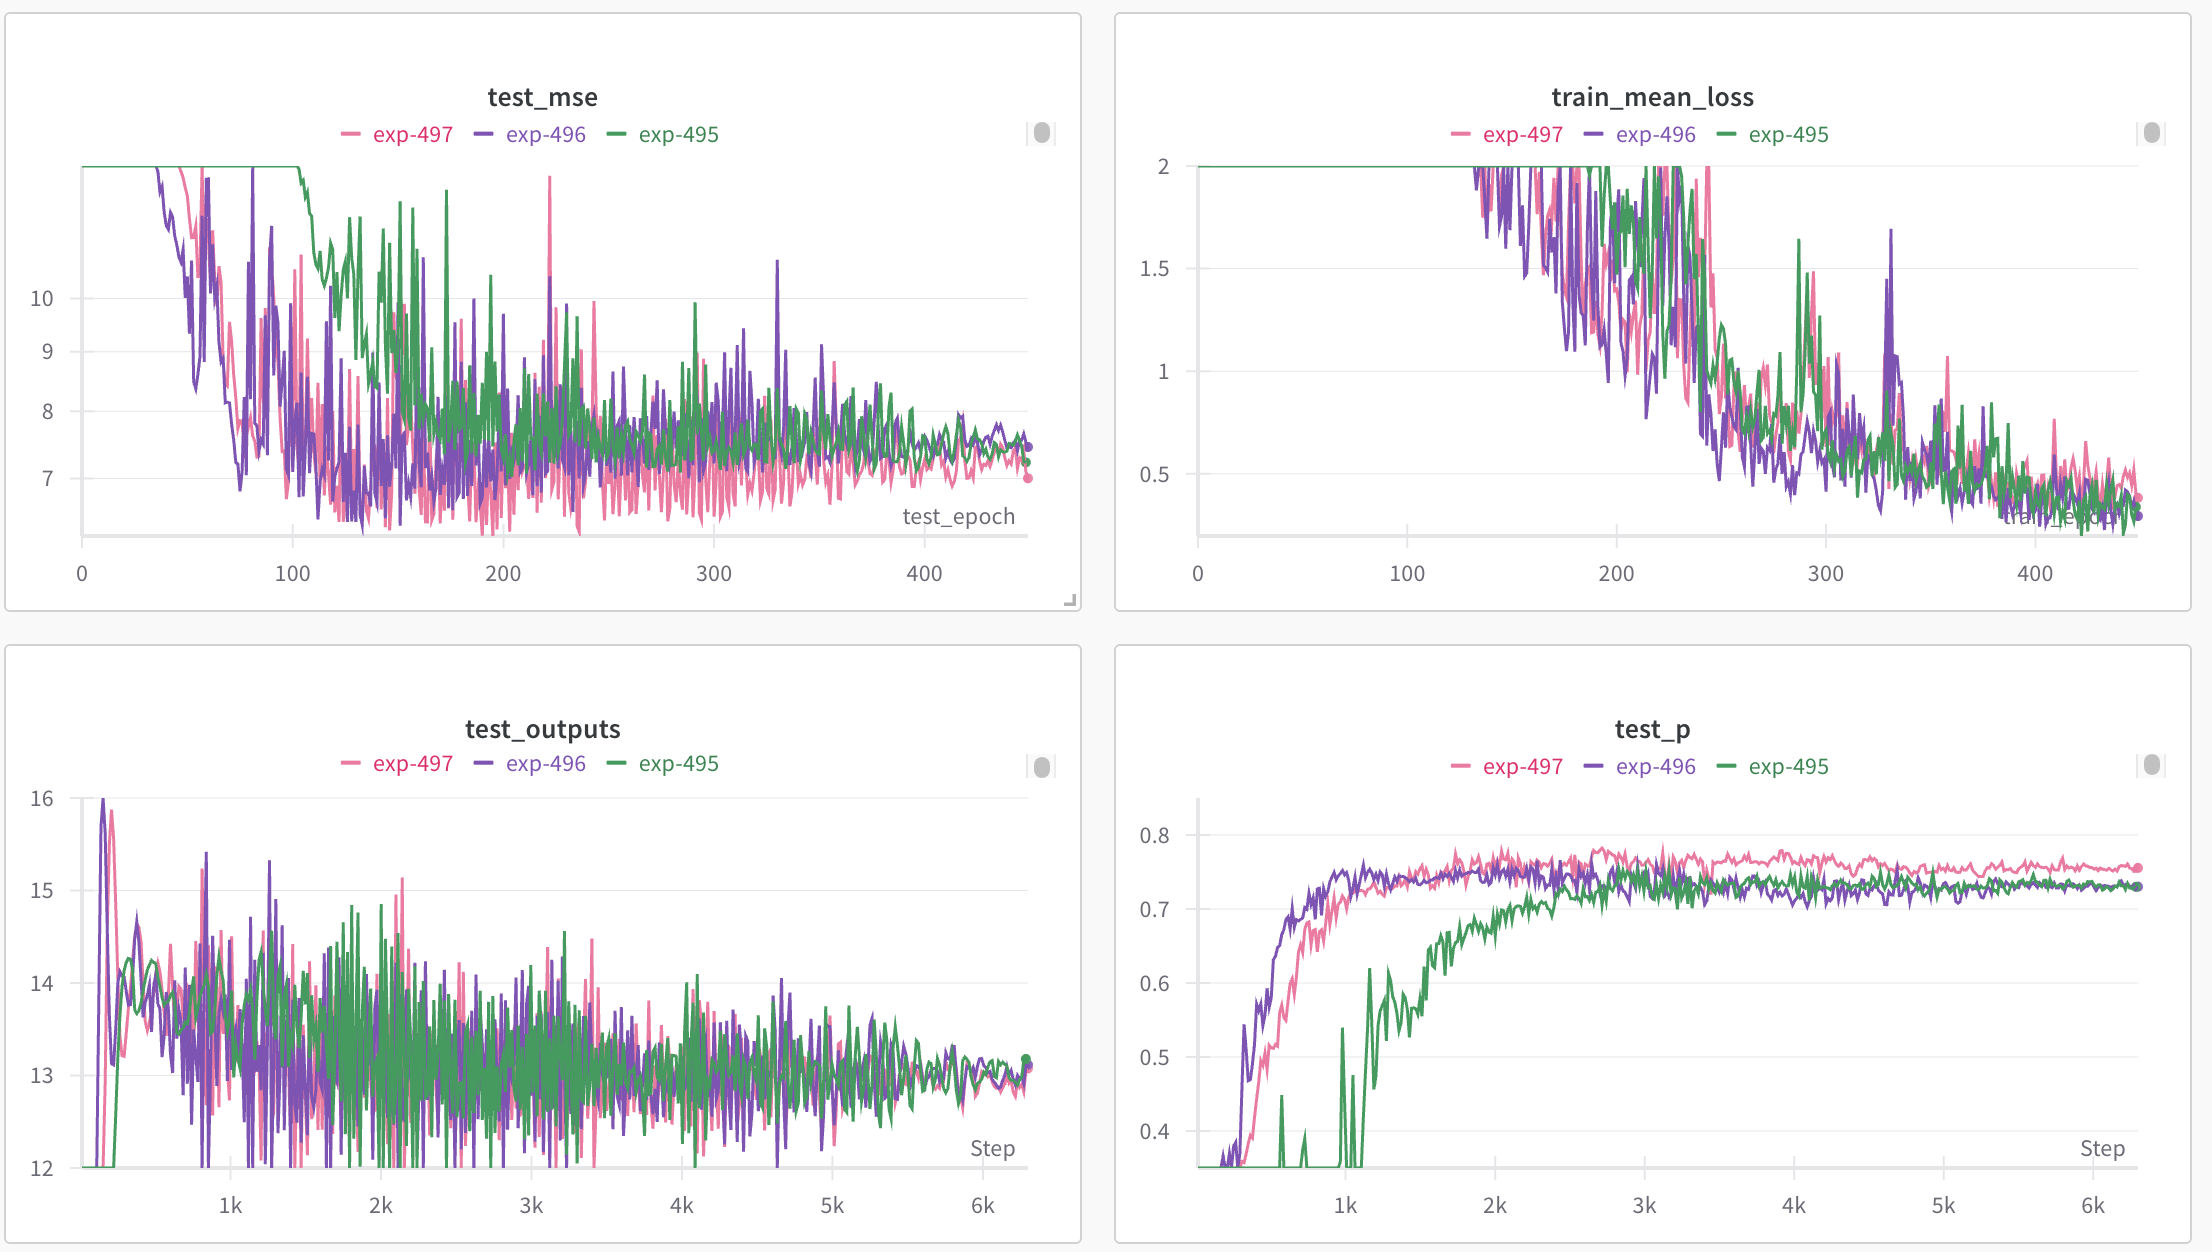 test_mse
exp-497 exp-496 exp-495
10
9
8
7
test_epoch
0 100 200 300 400
train_mean_loss
exp-497 exp-496 exp-495
2
1.5
1
0.5
train_epoch
0 100 200 300 400
test_outputs
exp-497 exp-496 exp-495
16
15
14
13
12
Step
1k 2k 3k 4k 5k 6k
test_p
exp-497 exp-496 exp-495
0.8
0.7
0.6
0.5
0.4
Step
1k 2k 3k 4k 5k 6k